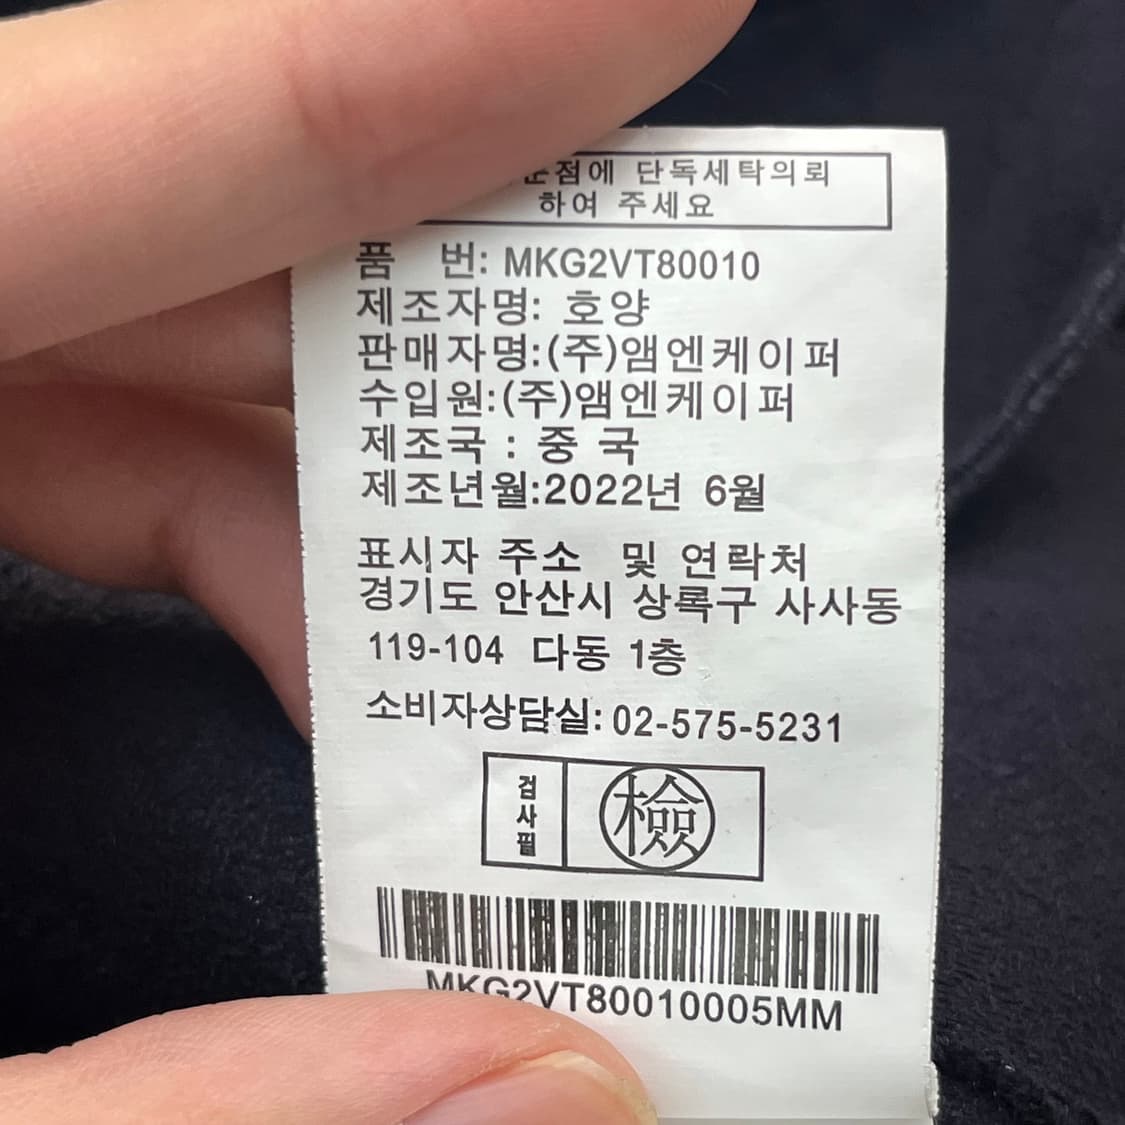 단독세탁의뢰
하여 주세요
품 번: MKG2VT80010
제조자명: 호양
판매자명:(주)앰엔케이퍼
수입원:(주)앰엔케이퍼
제조국 : 중 국
제조년월:2022년 6월
표시자 주소 및 연락처
경기도 안산시 상록구 사사동
119-104 다동 1층
소비자상담실: 02-575-5231
검사필 檢
MKG2VT80010005MM